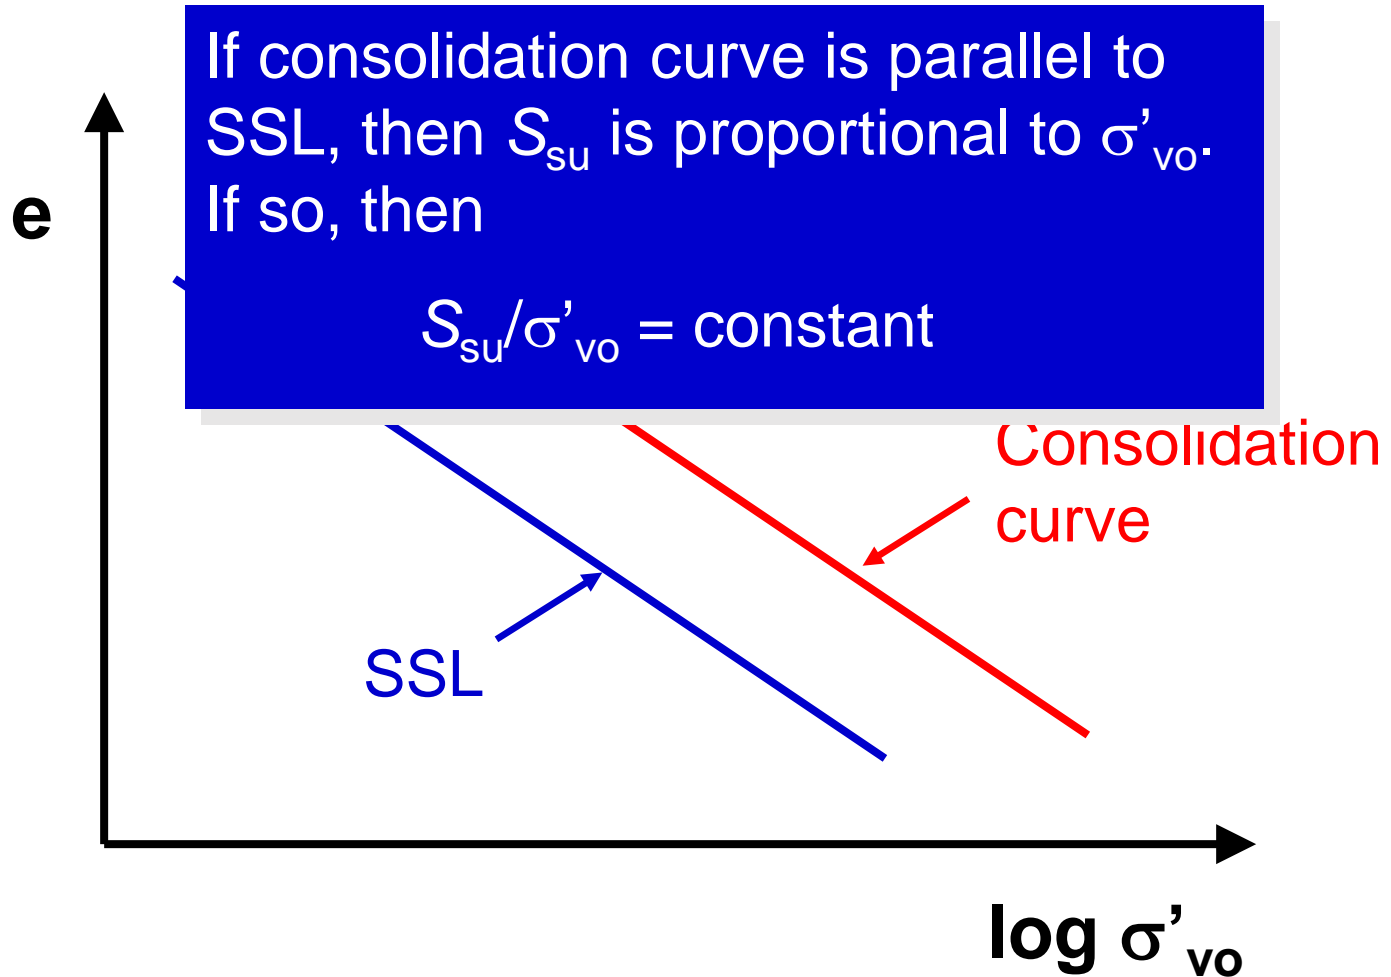 If consolidation curve is parallel to
SSL, then Ssu is proportional to σ’vo.
If so, then
Ssu/σ’vo = constant
e
Consolidation
curve
SSL
log σ’vo